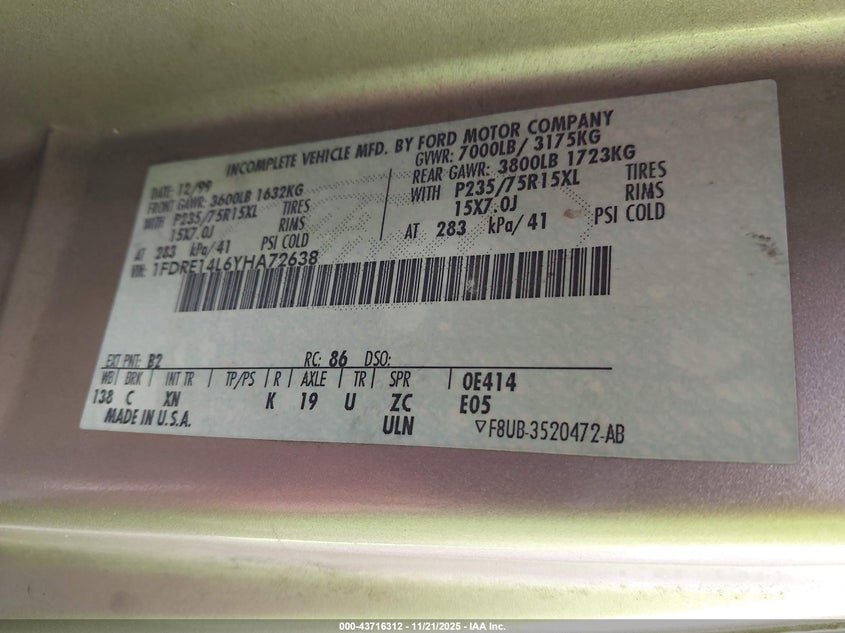 INCOMPLETE VEHICLE MFD. BY FORD MOTOR COMPANY
DATE: 12/99
FRONT GAWR: 3600LB 1632KG
WITH P235/75R15XL TIRES
15X7.0J RIMS
AT 283 kPa/41 PSI COLD
GVWR: 7000LB/ 3175KG
REAR GAWR: 3800LB 1723KG
WITH P235/75R15XL TIRES
15X7.0J RIMS
AT 283 kPa/41 PSI COLD
VIN: 1FDRE14L6YHA72638
EXT PNT: B2 RC: 86 DSO:
WB BRK INT TR TP/PS R AXLE TR SPR 0E414
138 C XN K 19 U ZC E05
MADE IN U.S.A. ULN ▽F8UB-3520472-AB
000-43716312 - 11/21/2025 - IAA Inc.